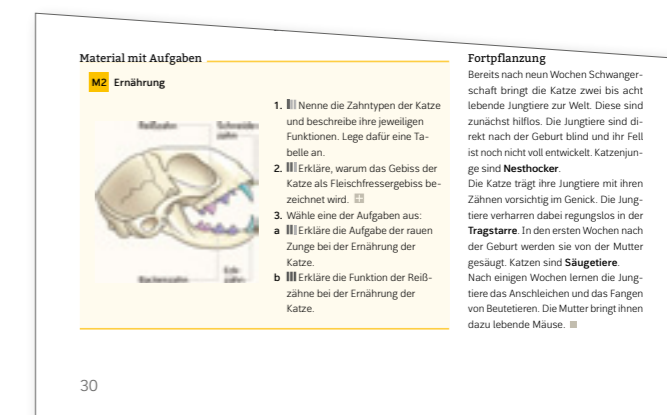 Material mit Aufgaben
M2 Ernährung
Reißzahn
Schneide-
zahn
Backenzahn
Eck-
zahn
1. Nenne die Zahntypen der Katze
und beschreibe ihre jeweiligen
Funktionen. Lege dafür eine Ta-
belle an.
2. Erkläre, warum das Gebiss der
Katze als Fleischfressergebiss be-
zeichnet wird.
3. Wähle eine der Aufgaben aus:
a Erkläre die Aufgabe der rauen
Zunge bei der Ernährung der
Katze.
b Erkläre die Funktion der Reiß-
zähne bei der Ernährung der
Katze.
Fortpflanzung
Bereits nach neun Wochen Schwanger-
schaft bringt die Katze zwei bis acht
lebende Jungtiere zur Welt. Diese sind
zunächst hilflos. Die Jungtiere sind di-
rekt nach der Geburt blind und ihr Fell
ist noch nicht voll entwickelt. Katzenjun-
ge sind Nesthocker.
Die Katze trägt ihre Jungtiere mit ihren
Zähnen vorsichtig im Genick. Die Jung-
tiere verharren dabei regungslos in der
Tragstarre. In den ersten Wochen nach
der Geburt werden sie von der Mutter
gesäugt. Katzen sind Säugetiere.
Nach einigen Wochen lernen die Jung-
tiere das Anschleichen und das Fangen
von Beutetieren. Die Mutter bringt ihnen
dazu lebende Mäuse.
30